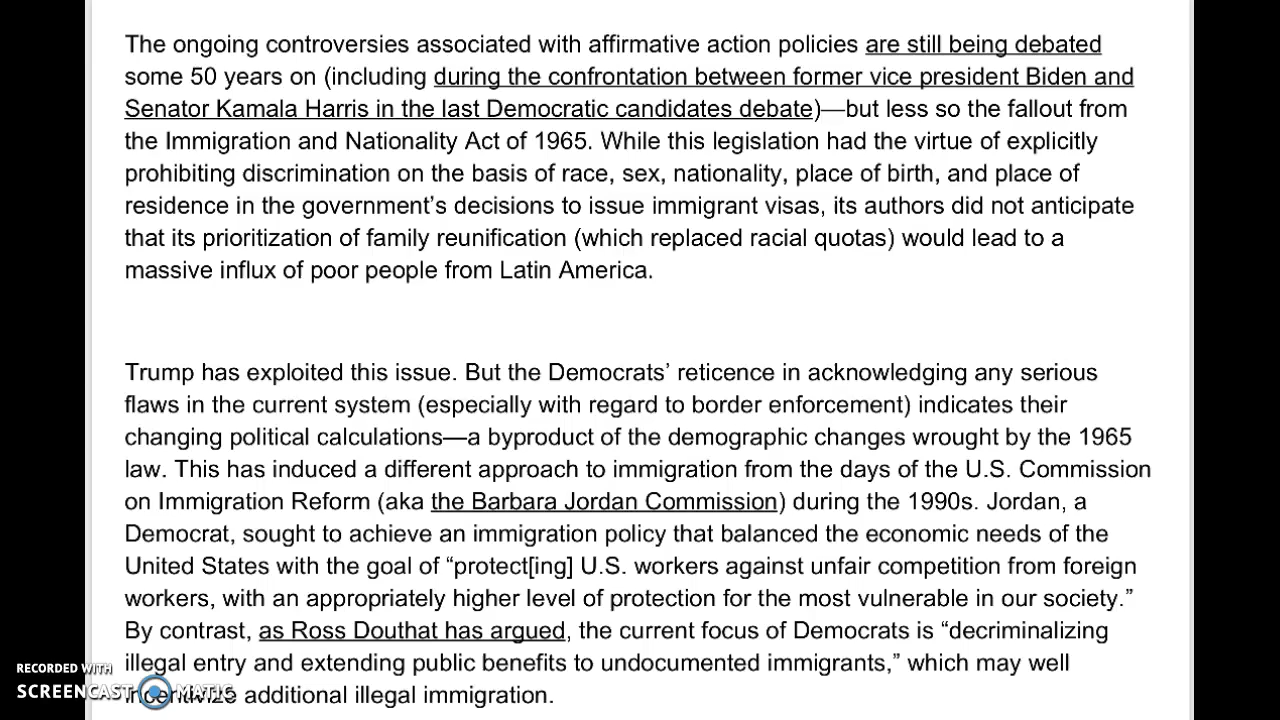 The ongoing controversies associated with affirmative action policies are still being debated
some 50 years on (including during the confrontation between former vice president Biden and
Senator Kamala Harris in the last Democratic candidates debate)—but less so the fallout from
the Immigration and Nationality Act of 1965. While this legislation had the virtue of explicitly
prohibiting discrimination on the basis of race, sex, nationality, place of birth, and place of
residence in the government’s decisions to issue immigrant visas, its authors did not anticipate
that its prioritization of family reunification (which replaced racial quotas) would lead to a
massive influx of poor people from Latin America.
Trump has exploited this issue. But the Democrats’ reticence in acknowledging any serious
flaws in the current system (especially with regard to border enforcement) indicates their
changing political calculations—a byproduct of the demographic changes wrought by the 1965
law. This has induced a different approach to immigration from the days of the U.S. Commission
on Immigration Reform (aka the Barbara Jordan Commission) during the 1990s. Jordan, a
Democrat, sought to achieve an immigration policy that balanced the economic needs of the
United States with the goal of “protect[ing] U.S. workers against unfair competition from foreign
workers, with an appropriately higher level of protection for the most vulnerable in our society.”
By contrast, as Ross Douthat has argued, the current focus of Democrats is “decriminalizing
illegal entry and extending public benefits to undocumented immigrants,” which may well
incentivize additional illegal immigration.
RECORDED WITH
SCREENCAST MATIC